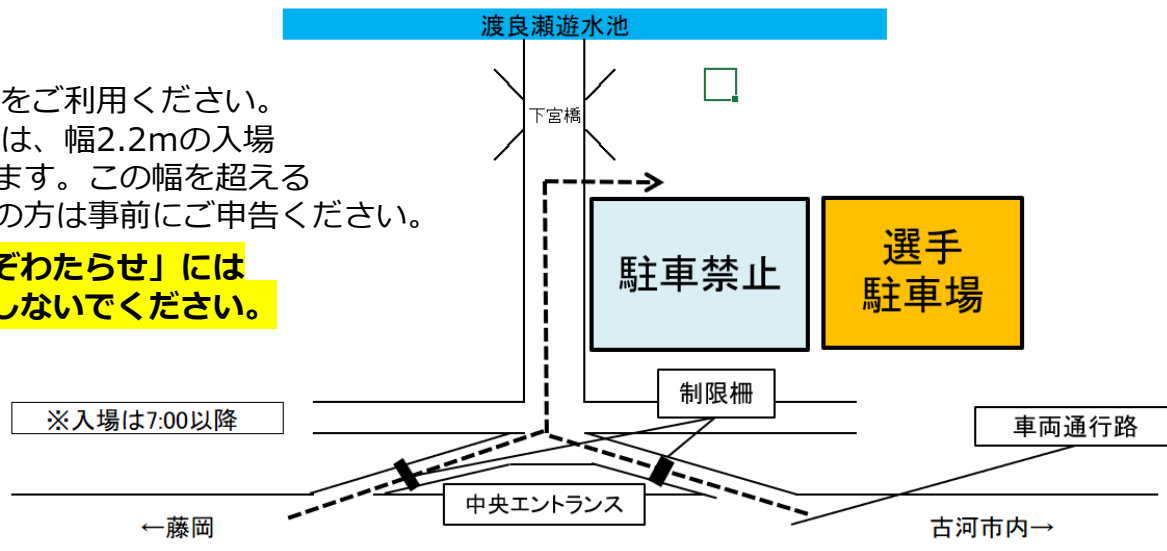 渡良瀬遊水池
をご利用ください。
は、幅2.2mの入場
ます。この幅を超える
の方は事前にご申告ください。
ぞわたらせ」には
しないでください。
下宮橋
駐車禁止
選手
駐車場
制限柵
※入場は7:00以降
車両通行路
中央エントランス
←藤岡
古河市内→